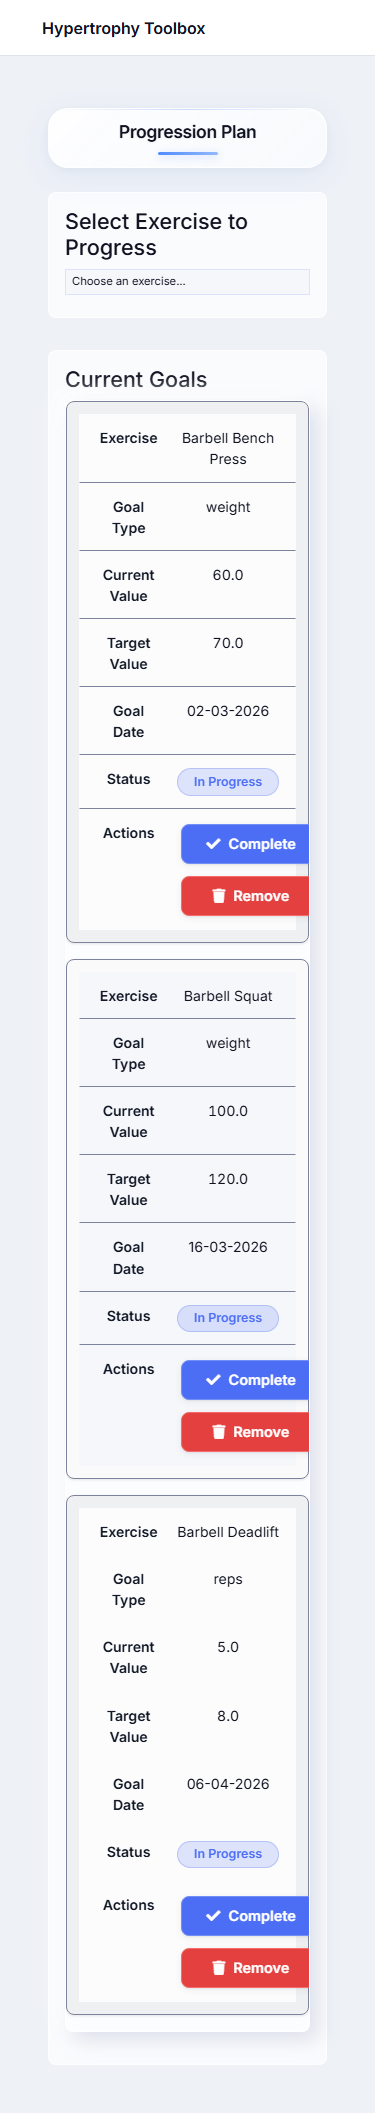 Hypertrophy Toolbox
Progression Plan
Select Exercise to
Progress
Choose an exercise...
Current Goals
Exercise Barbell Bench
Press
Goal weight
Type
Current 60.0
Value
Target 70.0
Value
Goal 02-03-2026
Date
Status In Progress
Actions Complete
Remove
Exercise Barbell Squat
Goal weight
Type
Current 100.0
Value
Target 120.0
Value
Goal 16-03-2026
Date
Status In Progress
Actions Complete
Remove
Exercise Barbell Deadlift
Goal reps
Type
Current 5.0
Value
Target 8.0
Value
Goal 06-04-2026
Date
Status In Progress
Actions Complete
Remove